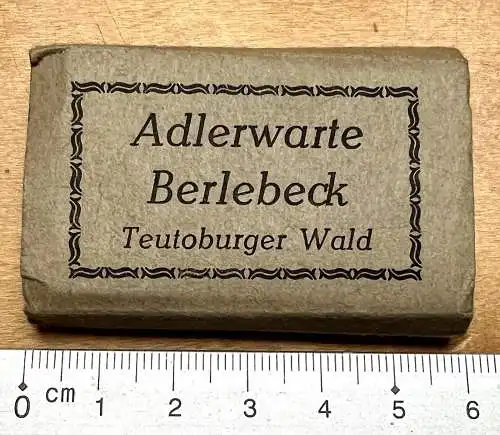 Adlerwarte
Berlebeck
Teutoburger Wald
0 cm 1 2 3 4 5 6